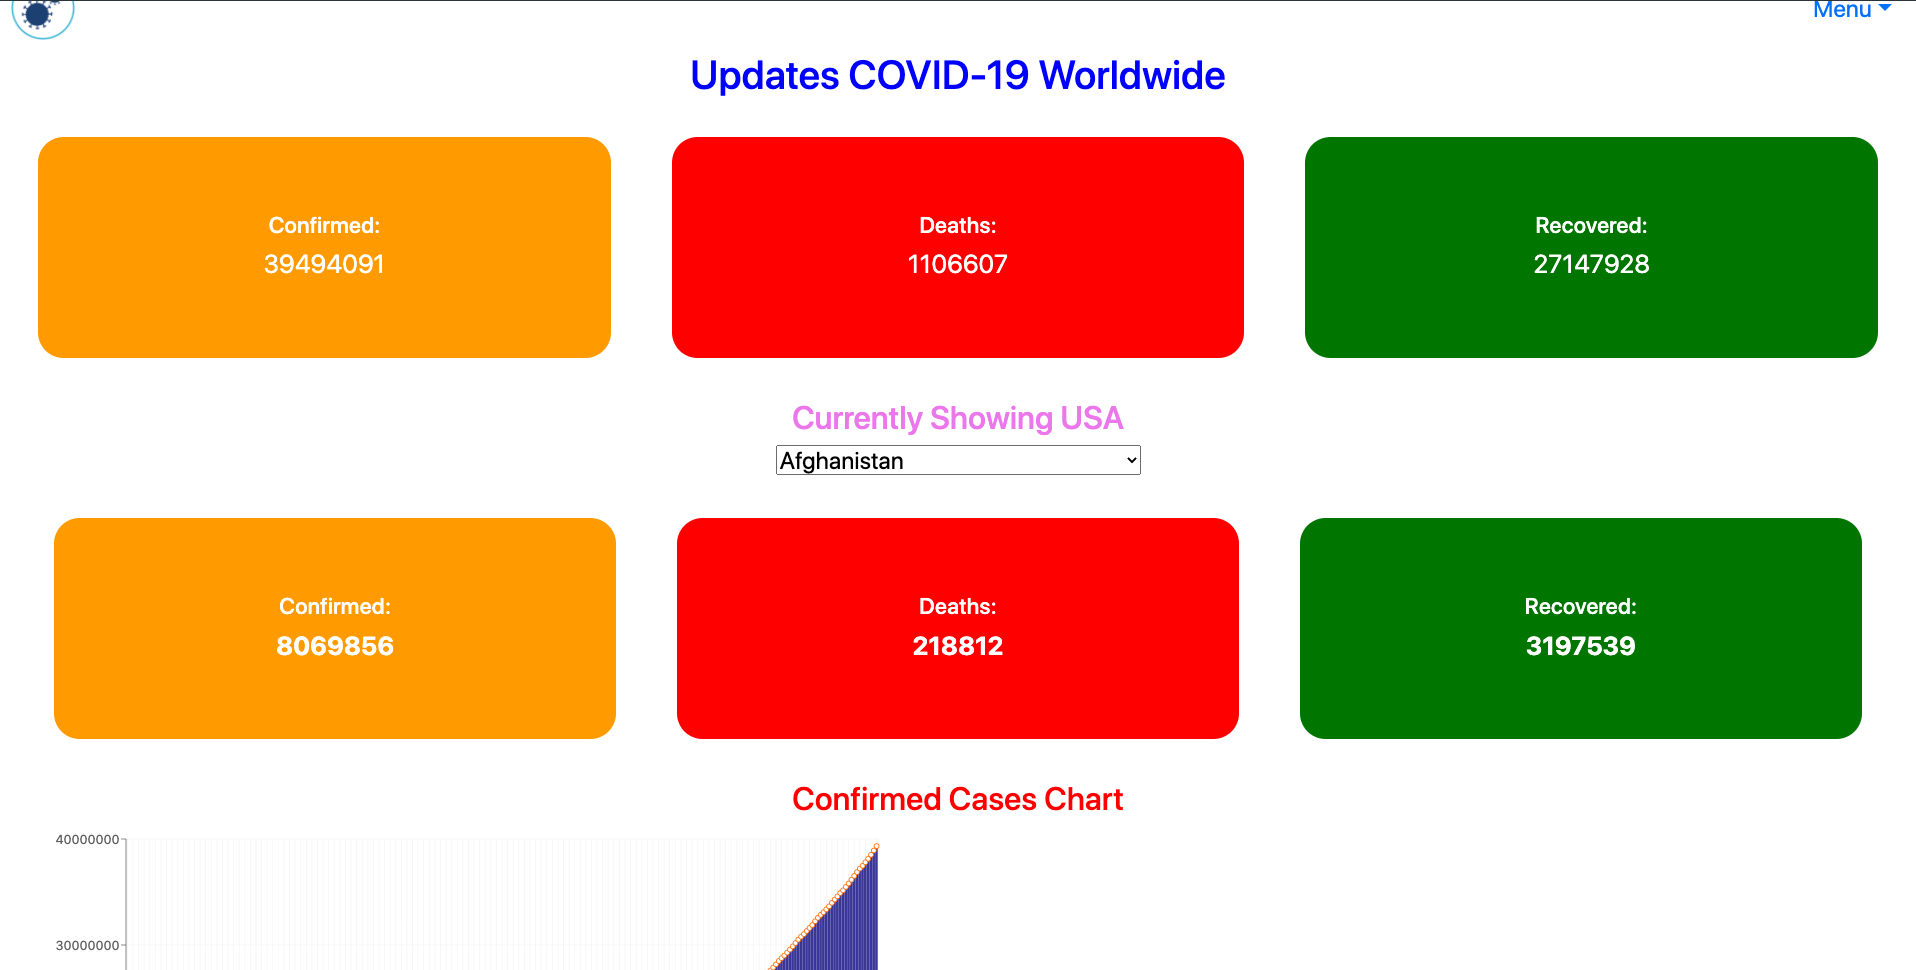 Menu
Updates COVID-19 Worldwide
Confirmed:
39494091
Deaths:
1106607
Recovered:
27147928
Currently Showing USA
Afghanistan
Confirmed:
8069856
Deaths:
218812
Recovered:
3197539
Confirmed Cases Chart
40000000
30000000